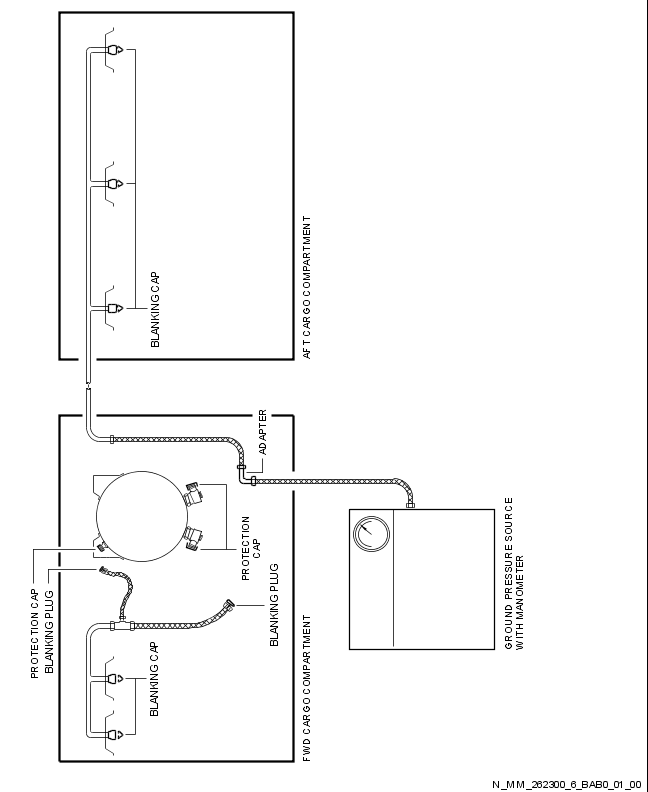 BLANKING CAP
AFT CARGO COMPARTMENT
ADAPTER
PROTECTION
CAP
PROTECTION CAP
BLANKING PLUG
BLANKING PLUG
BLANKING CAP
FWD CARGO COMPARTMENT
GROUND PRESSURE SOURCE
WITH MANOMETER
N_MM_262300_6_BAB0_01_00